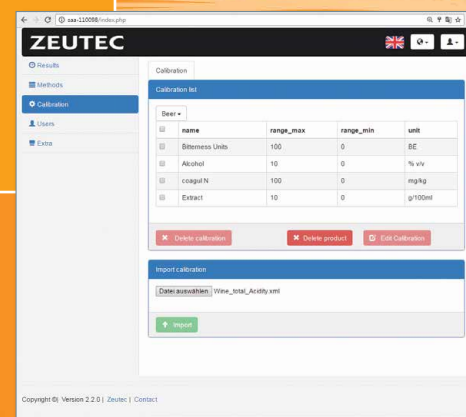 saa-110098/index.php
ZEUTEC
Results
Methods
Calibration
Users
Extra
Calibration
Calibration list
Beer
name range_max range_min unit
Bitterness Units 100 0 BE
Alcohol 10 0 % v/v
coagul N 100 0 mg/kg
Extract 10 0 g/100ml
Delete calibration Delete product Edit Calibration
Import calibration
Datei auswählen Wine_total_Acidity.xml
Import
Copyright © Version 2.2.0 | Zeutec | Contact